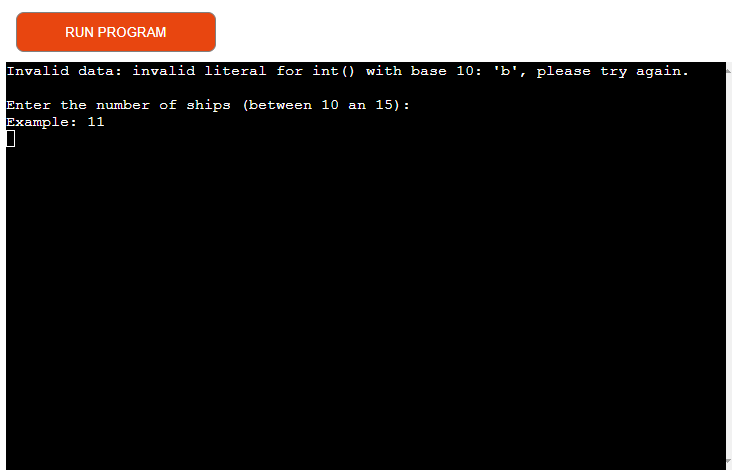 RUN PROGRAM
Invalid data: invalid literal for int() with base 10: 'b', please try again.
Enter the number of ships (between 10 an 15):
Example: 11